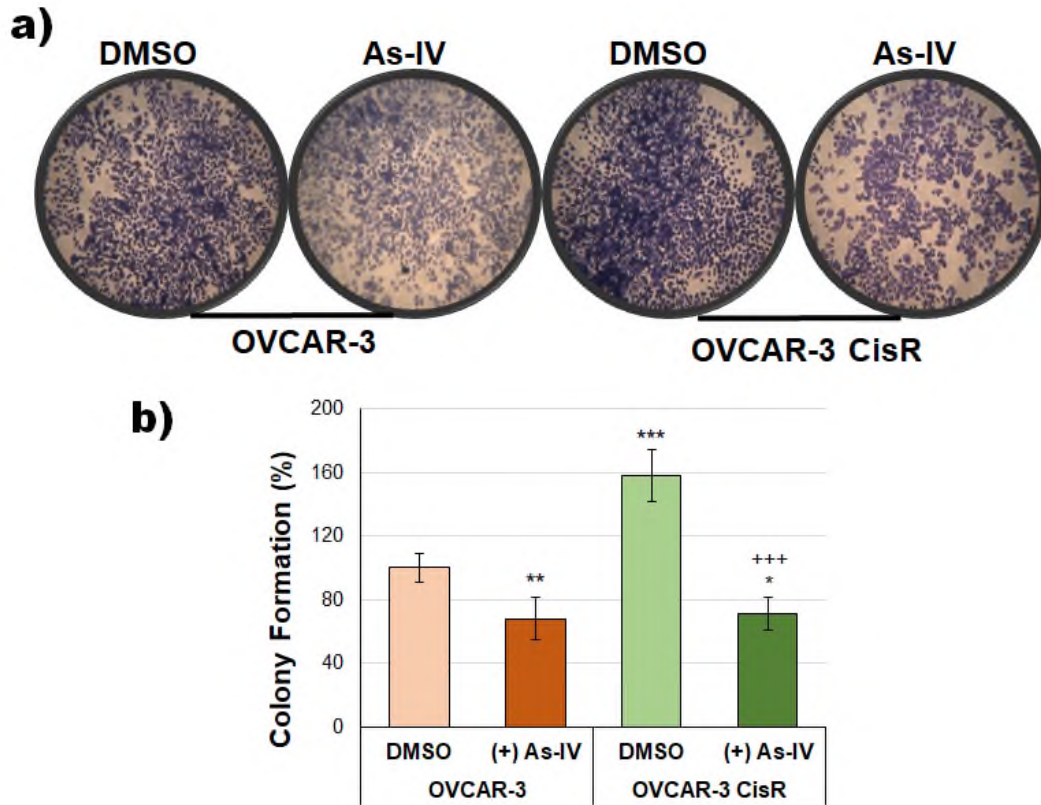 a)
DMSO As-IV DMSO As-IV
OVCAR-3 OVCAR-3 CisR
b)
Colony Formation (%)
200
160
120
80
40
0
***
**
+++
*
DMSO (+) As-IV DMSO (+) As-IV
OVCAR-3 OVCAR-3 CisR